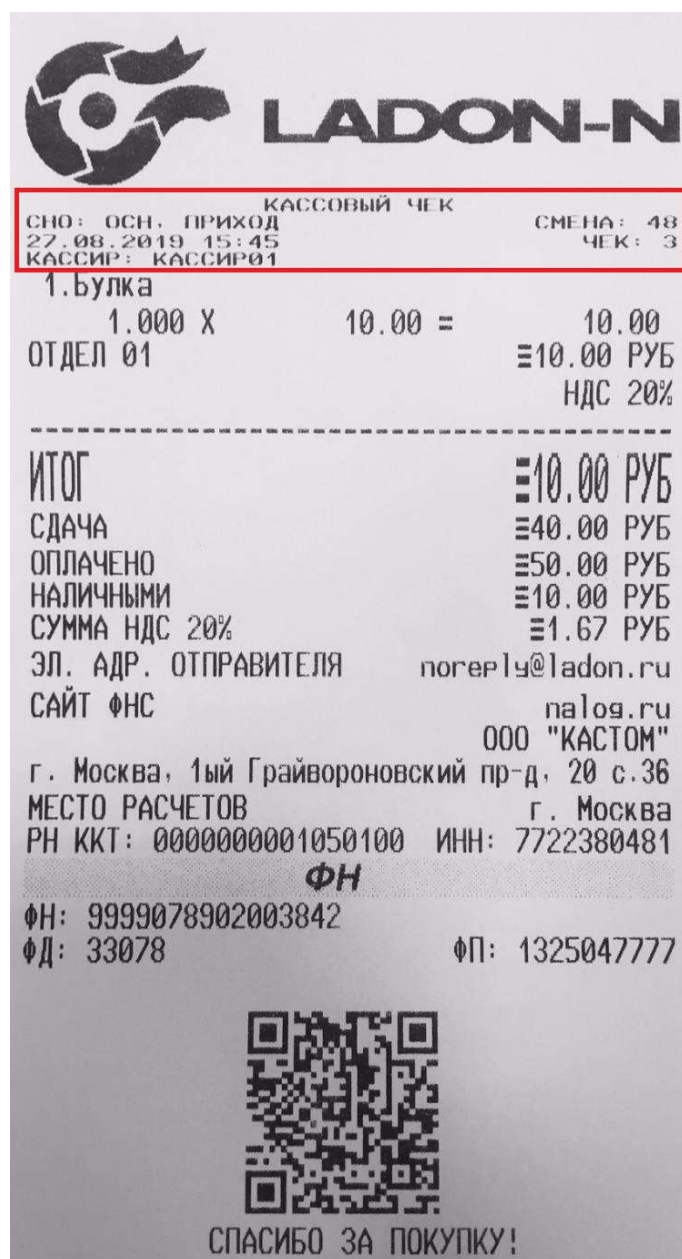 LADON-N
КАССОВЫЙ ЧЕК
СНО: ОСН, ПРИХОД СМЕНА: 48
27.08.2019 15:45 ЧЕК: 3
КАССИР: КАССИР01
1.Булка
1.000 X 10.00 = 10.00
ОТДЕЛ 01 ≡10.00 РУБ
НДС 20%
ИТОГ ≡10.00 РУБ
СДАЧА ≡40.00 РУБ
ОПЛАЧЕНО ≡50.00 РУБ
НАЛИЧНЫМИ ≡10.00 РУБ
СУММА НДС 20% ≡1.67 РУБ
ЭЛ. АДР. ОТПРАВИТЕЛЯ noreply@ladon.ru
САЙТ ФНС nalog.ru
ООО "КАСТОМ"
г. Москва, 1ый Грайвороновский пр-д, 20 с.36
МЕСТО РАСЧЕТОВ г. Москва
РН ККТ: 0000000001050100 ИНН: 7722380481
ФН
ФН: 9999078902003842
ФД: 33078 ФП: 1325047777
СПАСИБО ЗА ПОКУПКУ!